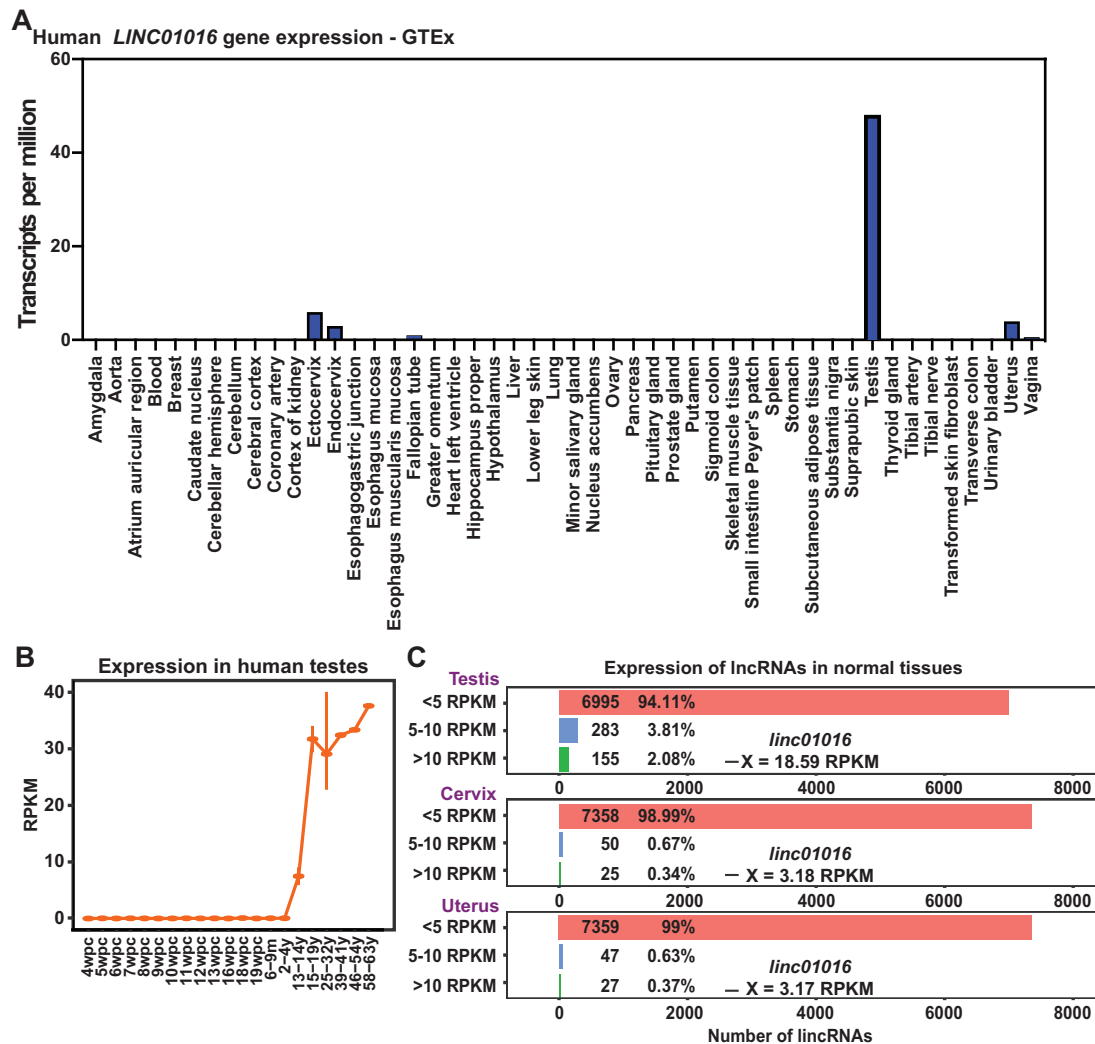 A
Human LINC01016 gene expression - GTEx
Transcripts per million
60
40
20
0
Amygdala
Aorta
Atrium auricular region
Blood
Breast
Caudate nucleus
Cerebellar hemisphere
Cerebellum
Cerebral cortex
Coronary artery
Cortex of kidney
Ectocervix
Endocervix
Esophagogastric junction
Esophagus mucosa
Esophagus muscularis mucosa
Fallopian tube
Greater omentum
Heart left ventricle
Hippocampus proper
Hypothalamus
Liver
Lower leg skin
Lung
Minor salivary gland
Nucleus accumbens
Ovary
Pancreas
Pituitary gland
Prostate gland
Putamen
Sigmoid colon
Skeletal muscle tissue
Small intestine Peyer's patch
Spleen
Stomach
Subcutaneous adipose tissue
Substantia nigra
Suprapubic skin
Testis
Thyroid gland
Tibial artery
Tibial nerve
Transformed skin fibroblast
Transverse colon
Urinary bladder
Uterus
Vagina
B
Expression in human testes
RPKM
40
30
20
10
0
4wpc
5wpc
6wpc
7wpc
8wpc
9wpc
10wpc
11wpc
12wpc
13wpc
16wpc
18wpc
19wpc
6–9m
2–4y
13–14y
15–19y
25–32y
39–41y
46–54y
58–63y
C
Expression of lncRNAs in normal tissues
Testis
<5 RPKM 6995 94.11%
5-10 RPKM 283 3.81%
linc01016
>10 RPKM 155 2.08% –X = 18.59 RPKM
0 2000 4000 6000 8000
Cervix
<5 RPKM 7358 98.99%
5-10 RPKM 50 0.67%
linc01016
>10 RPKM 25 0.34% – X = 3.18 RPKM
0 2000 4000 6000 8000
Uterus
<5 RPKM 7359 99%
5-10 RPKM 47 0.63%
linc01016
>10 RPKM 27 0.37% – X = 3.17 RPKM
0 2000 4000 6000 8000
Number of lincRNAs